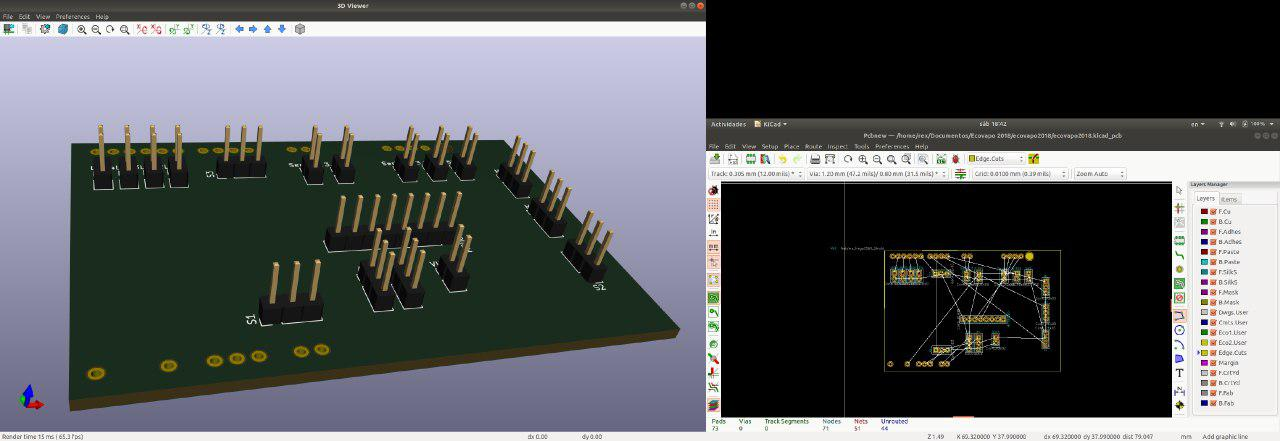 3D Viewer
File Edit View Preferences Help
S1
S2
Render time 15 ms ( 65.3 fps)
dx 0.00
dy 0.00
Actividades
KiCad
sáb 18:42
en
100%
Pcbnew — /home/rex/Documentos/Ecovapo 2018/ecovapo2018/ecovapo2018.kicad_pcb
File Edit View Setup Place Route Inspect Tools Preferences Help
Edge.Cuts
Track: 0.305 mm (12.00 mils) *
Via: 1.20 mm (47.2 mils)/ 0.80 mm (31.5 mils) *
Grid: 0.0100 mm (0.39 mils)
Zoom Auto
Layers Manager
Layers Items
F.Cu
B.Cu
F.Adhes
B.Adhes
F.Paste
B.Paste
F.SilkS
B.SilkS
F.Mask
B.Mask
Dwgs.User
Cmts.User
Eco1.User
Eco2.User
Edge.Cuts
Margin
F.CrtYd
B.CrtYd
F.Fab
B.Fab
Pads Vias Track Segments Nodes Nets Unrouted
73 0 0 71 51 44
Z 1.49
X 69.320000 Y 37.990000
dx 69.320000 dy 37.990000 dist 79.047
mm
Add graphic line